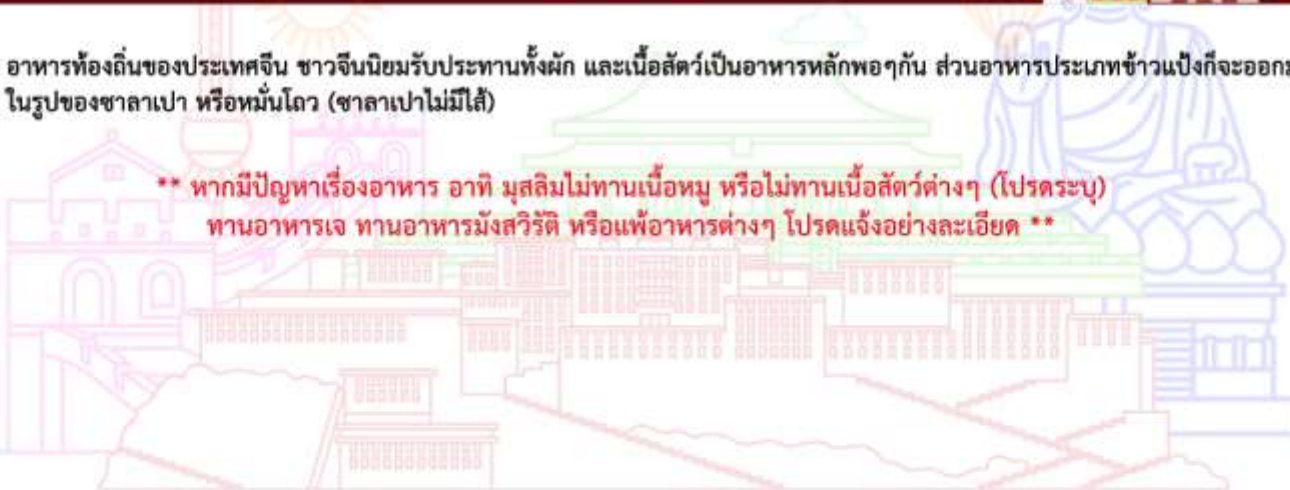 อาหารท้องถิ่นของประเทศจีน ชาวจีนนิยมรับประทานทั้งผัก และเนื้อสัตว์เป็นอาหารหลักพอๆกัน ส่วนอาหารประเภทข้าวแป้งก็จะออกม
ในรูปของซาลาเปา หรือหมั่นโถว (ซาลาเปาไม่มีไส้)
** หากมีปัญหาเรื่องอาหาร อาทิ มุสลิมไม่ทานเนื้อหมู หรือไม่ทานเนื้อสัตว์ต่างๆ (โปรดระบุ)
ทานอาหารเจ ทานอาหารมังสวิรัติ หรือแพ้อาหารต่างๆ โปรดแจ้งอย่างละเอียด **